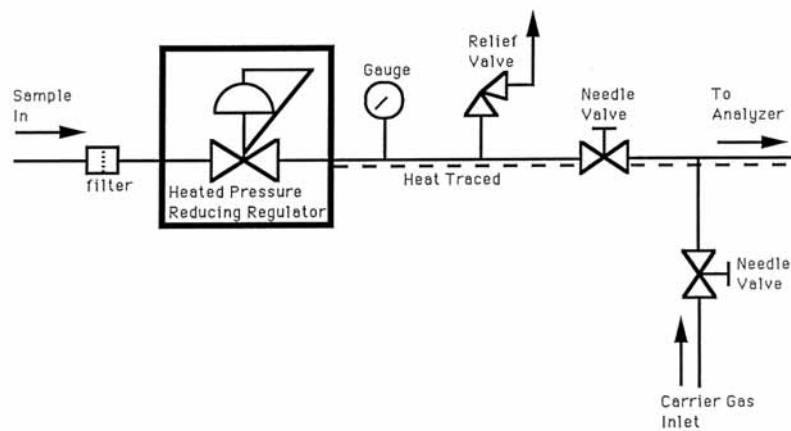 Sample
In
filter
Heated Pressure
Reducing Regulator
Gauge
Relief
Valve
Heat Traced
Needle
Valve
To
Analyzer
Needle
Valve
Carrier Gas
Inlet